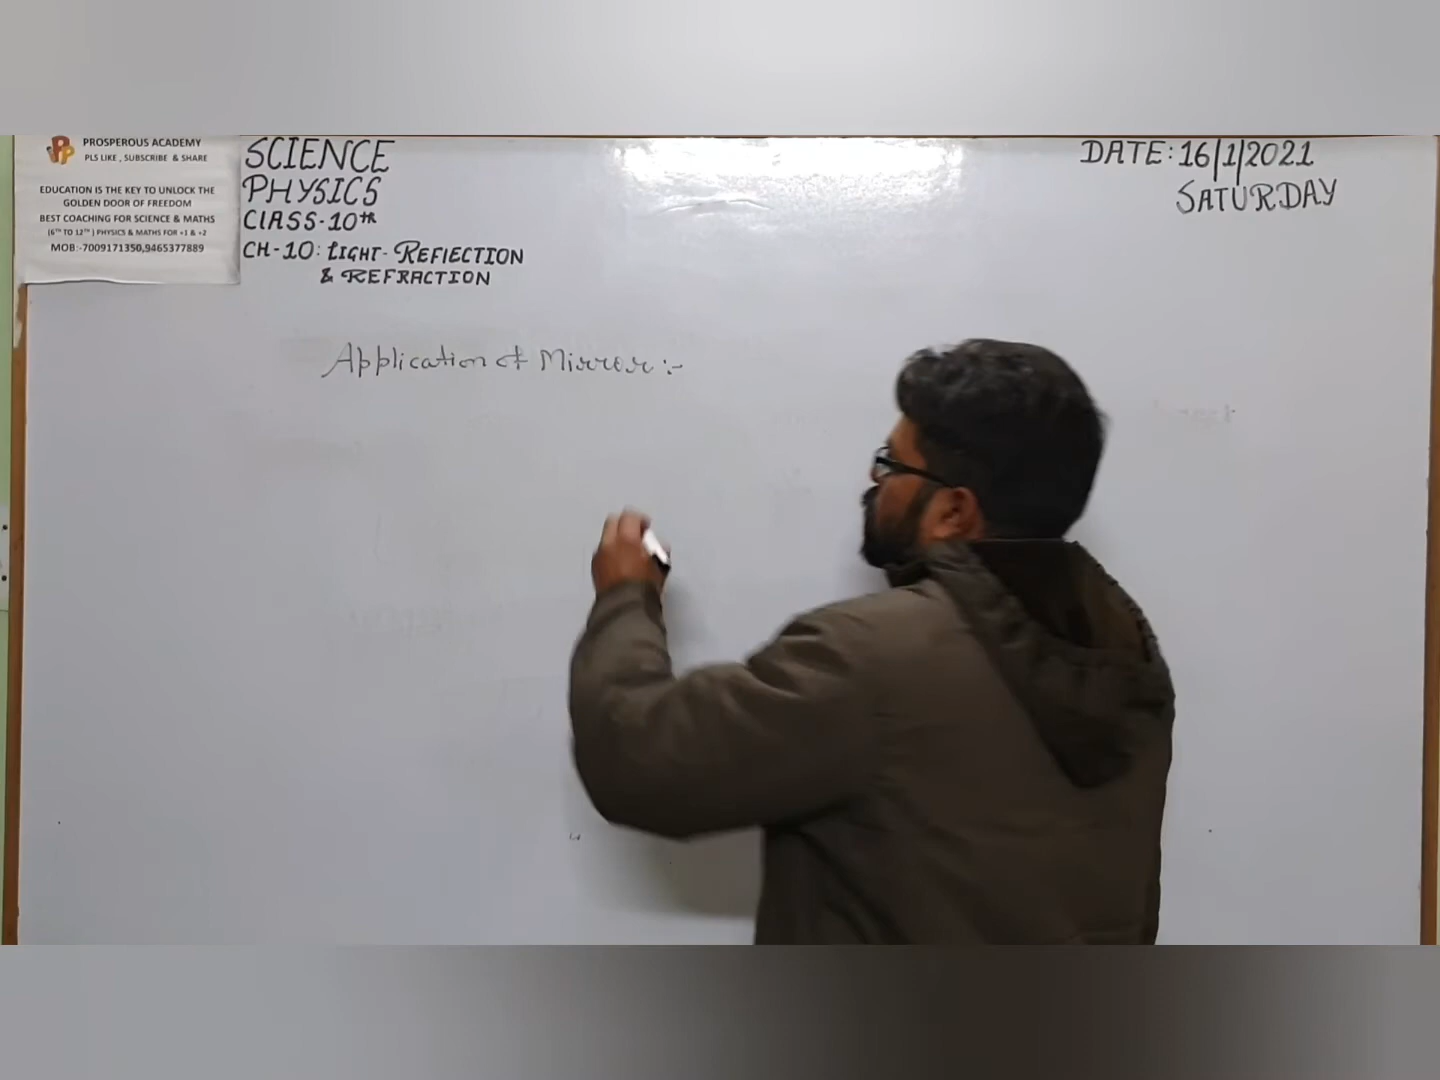 PROSPEROUS ACADEMY
PLS LIKE , SUBSCRIBE & SHARE
EDUCATION IS THE KEY TO UNLOCK THE
GOLDEN DOOR OF FREEDOM
BEST COACHING FOR SCIENCE & MATHS
(6TH TO 12TH) PHYSICS & MATHS FOR +1 & +2
MOB:-7009171350,9465377889
SCIENCE
PHYSICS
ClASS-10th
CH-10: LIGHT-REFlECTION
& REFRACTION
DATE:16/1/2021
SATURDAY
Application of Mirror:-